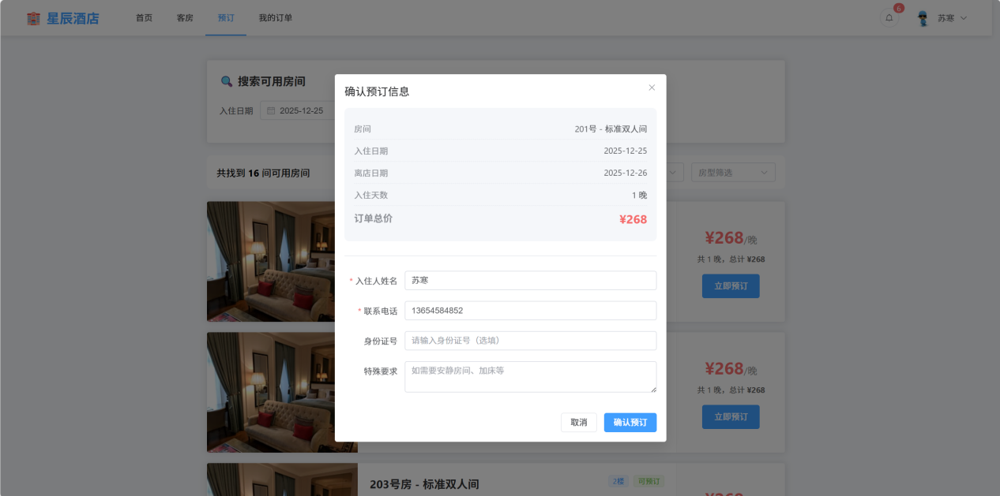 星辰酒店 首页 客房 预订 我的订单 6 苏寒
搜索可用房间
入住日期 2025-12-25
共找到 16 间可用房间 房型筛选
确认预订信息
房间 201号 - 标准双人间
入住日期 2025-12-25
离店日期 2025-12-26
入住天数 1 晚
订单总价 ¥268
* 入住人姓名 苏寒
* 联系电话 13654584852
身份证号 请输入身份证号（选填）
特殊要求 如需要安静房间、加床等
取消 确认预订
¥268/晚
共 1 晚，总计 ¥268
立即预订
¥268/晚
共 1 晚，总计 ¥268
立即预订
203号房 - 标准双人间 2楼 可预订